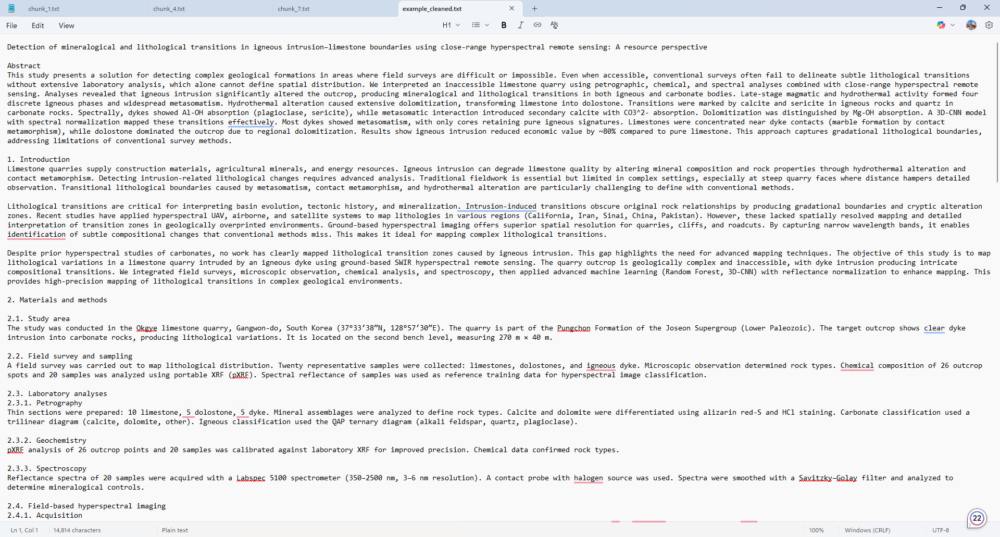 chunk_1.txt
chunk_4.txt
chunk_7.txt
example_cleaned.txt
File
Edit
View
H1
B
I
Detection of mineralogical and lithological transitions in igneous intrusion–limestone boundaries using close-range hyperspectral remote sensing: A resource perspective
Abstract
This study presents a solution for detecting complex geological formations in areas where field surveys are difficult or impossible. Even when accessible, conventional surveys often fail to delineate subtle lithological transitions
without extensive laboratory analysis, which alone cannot define spatial distribution. We interpreted an inaccessible limestone quarry using petrographic, chemical, and spectral analyses combined with close-range hyperspectral remote
sensing. Analyses revealed that igneous intrusion significantly altered the outcrop, producing mineralogical and lithological transitions in both igneous and carbonate bodies. Late-stage magmatic and hydrothermal activity formed four
discrete igneous phases and widespread metasomatism. Hydrothermal alteration caused extensive dolomitization, transforming limestone into dolostone. Transitions were marked by calcite and sericite in igneous rocks and quartz in
carbonate rocks. Spectrally, dykes showed Al-OH absorption (plagioclase, sericite), while metasomatic interaction introduced secondary calcite with CO3^2- absorption. Dolomitization was distinguished by Mg-OH absorption. A 3D-CNN model
with spectral normalization mapped these transitions effectively. Most dykes showed metasomatism, with only cores retaining pure igneous signatures. Limestones were concentrated near dyke contacts (marble formation by contact
metamorphism), while dolostone dominated the outcrop due to regional dolomitization. Results show igneous intrusion reduced economic value by ~80% compared to pure limestone. This approach captures gradational lithological boundaries,
addressing limitations of conventional survey methods.
1. Introduction
Limestone quarries supply construction materials, agricultural minerals, and energy resources. Igneous intrusion can degrade limestone quality by altering mineral composition and rock properties through hydrothermal alteration and
contact metamorphism. Detecting intrusion-related lithological changes requires advanced analysis. Traditional fieldwork is essential but limited in complex settings, especially at steep quarry faces where distance hampers detailed
observation. Transitional lithological boundaries caused by metasomatism, contact metamorphism, and hydrothermal alteration are particularly challenging to define with conventional methods.
Lithological transitions are critical for interpreting basin evolution, tectonic history, and mineralization. Intrusion-induced transitions obscure original rock relationships by producing gradational boundaries and cryptic alteration
zones. Recent studies have applied hyperspectral UAV, airborne, and satellite systems to map lithologies in various regions (California, Iran, Sinai, China, Pakistan). However, these lacked spatially resolved mapping and detailed
interpretation of transition zones in geologically overprinted environments. Ground-based hyperspectral imaging offers superior spatial resolution for quarries, cliffs, and roadcuts. By capturing narrow wavelength bands, it enables
identification of subtle compositional changes that conventional methods miss. This makes it ideal for mapping complex lithological transitions.
Despite prior hyperspectral studies of carbonates, no work has clearly mapped lithological transition zones caused by igneous intrusion. This gap highlights the need for advanced mapping techniques. The objective of this study is to map
lithological variations in a limestone quarry intruded by an igneous dyke using ground-based SWIR hyperspectral remote sensing. The quarry outcrop is geologically complex and inaccessible, with dyke intrusion producing intricate
compositional transitions. We integrated field surveys, microscopic observation, chemical analysis, and spectroscopy, then applied advanced machine learning (Random Forest, 3D-CNN) with reflectance normalization to enhance mapping. This
provides high-precision mapping of lithological transitions in complex geological environments.
2. Materials and methods
2.1. Study area
The study was conducted in the Okgye limestone quarry, Gangwon-do, South Korea (37°33′38″N, 128°57′30″E). The quarry is part of the Pungchon Formation of the Joseon Supergroup (Lower Paleozoic). The target outcrop shows clear dyke
intrusion into carbonate rocks, producing lithological variations. It is located on the second bench level, measuring 270 m × 40 m.
2.2. Field survey and sampling
A field survey was carried out to map lithological distribution. Twenty representative samples were collected: limestones, dolostones, and igneous dyke. Microscopic observation determined rock types. Chemical composition of 26 outcrop
spots and 20 samples was analyzed using portable XRF (pXRF). Spectral reflectance of samples was used as reference training data for hyperspectral image classification.
2.3. Laboratory analyses
2.3.1. Petrography
Thin sections were prepared: 10 limestone, 5 dolostone, 5 dyke. Mineral assemblages were analyzed to define rock types. Calcite and dolomite were differentiated using alizarin red-S and HCl staining. Carbonate classification used a
trilinear diagram (calcite, dolomite, other). Igneous classification used the QAP ternary diagram (alkali feldspar, quartz, plagioclase).
2.3.2. Geochemistry
pXRF analysis of 26 outcrop points and 20 samples was calibrated against laboratory XRF for improved precision. Chemical data confirmed rock types.
2.3.3. Spectroscopy
Reflectance spectra of 20 samples were acquired with a Labspec 5100 spectrometer (350–2500 nm, 3–6 nm resolution). A contact probe with halogen source was used. Spectra were smoothed with a Savitzky–Golay filter and analyzed to
determine mineralogical controls.
2.4. Field-based hyperspectral imaging
2.4.1. Acquisition
22
Ln 1, Col 1
14,814 characters
Plain text
100%
Windows (CRLF)
UTF-8